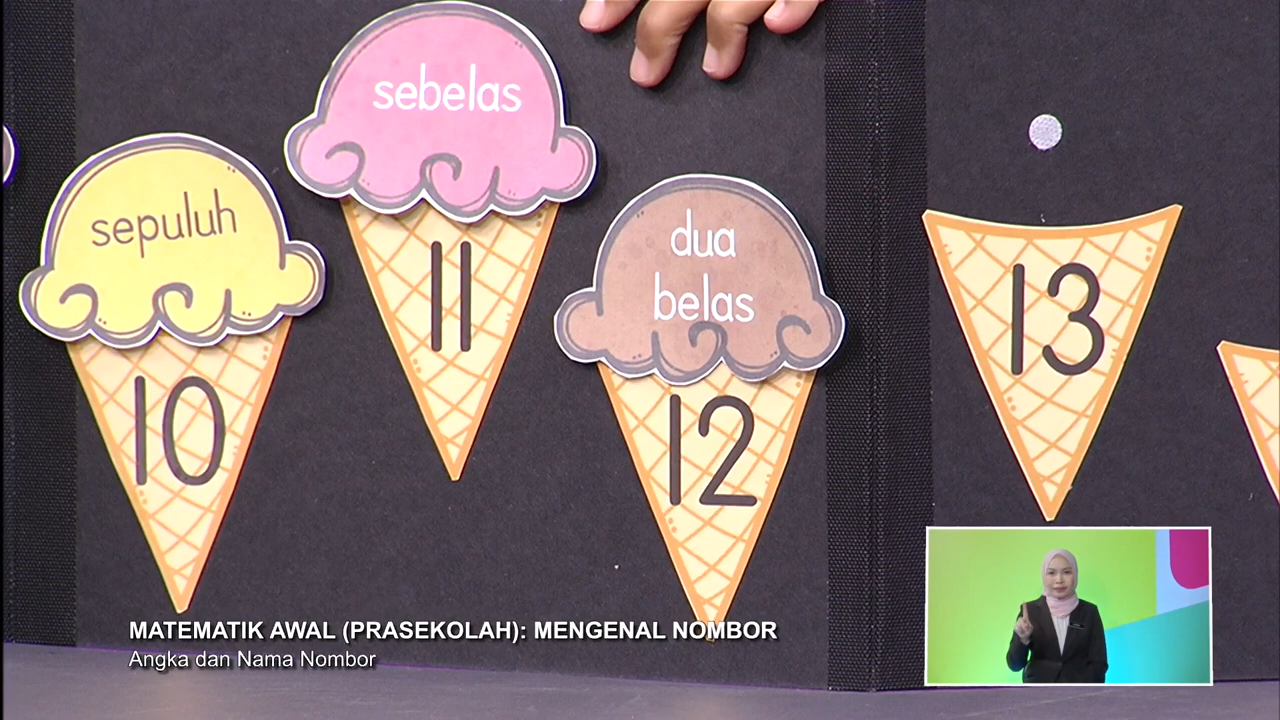 sepuluh
10
sebelas
11
dua
belas
12
13
MATEMATIK AWAL (PRASEKOLAH): MENGENAL NOMBOR
Angka dan Nama Nombor